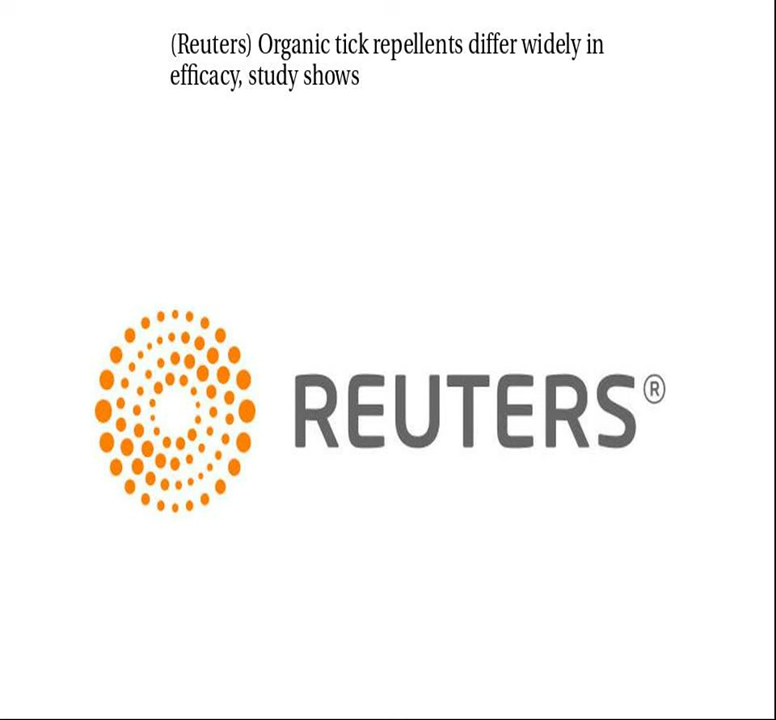 (Reuters) Organic tick repellents differ widely in
efficacy, study shows
REUTERS®